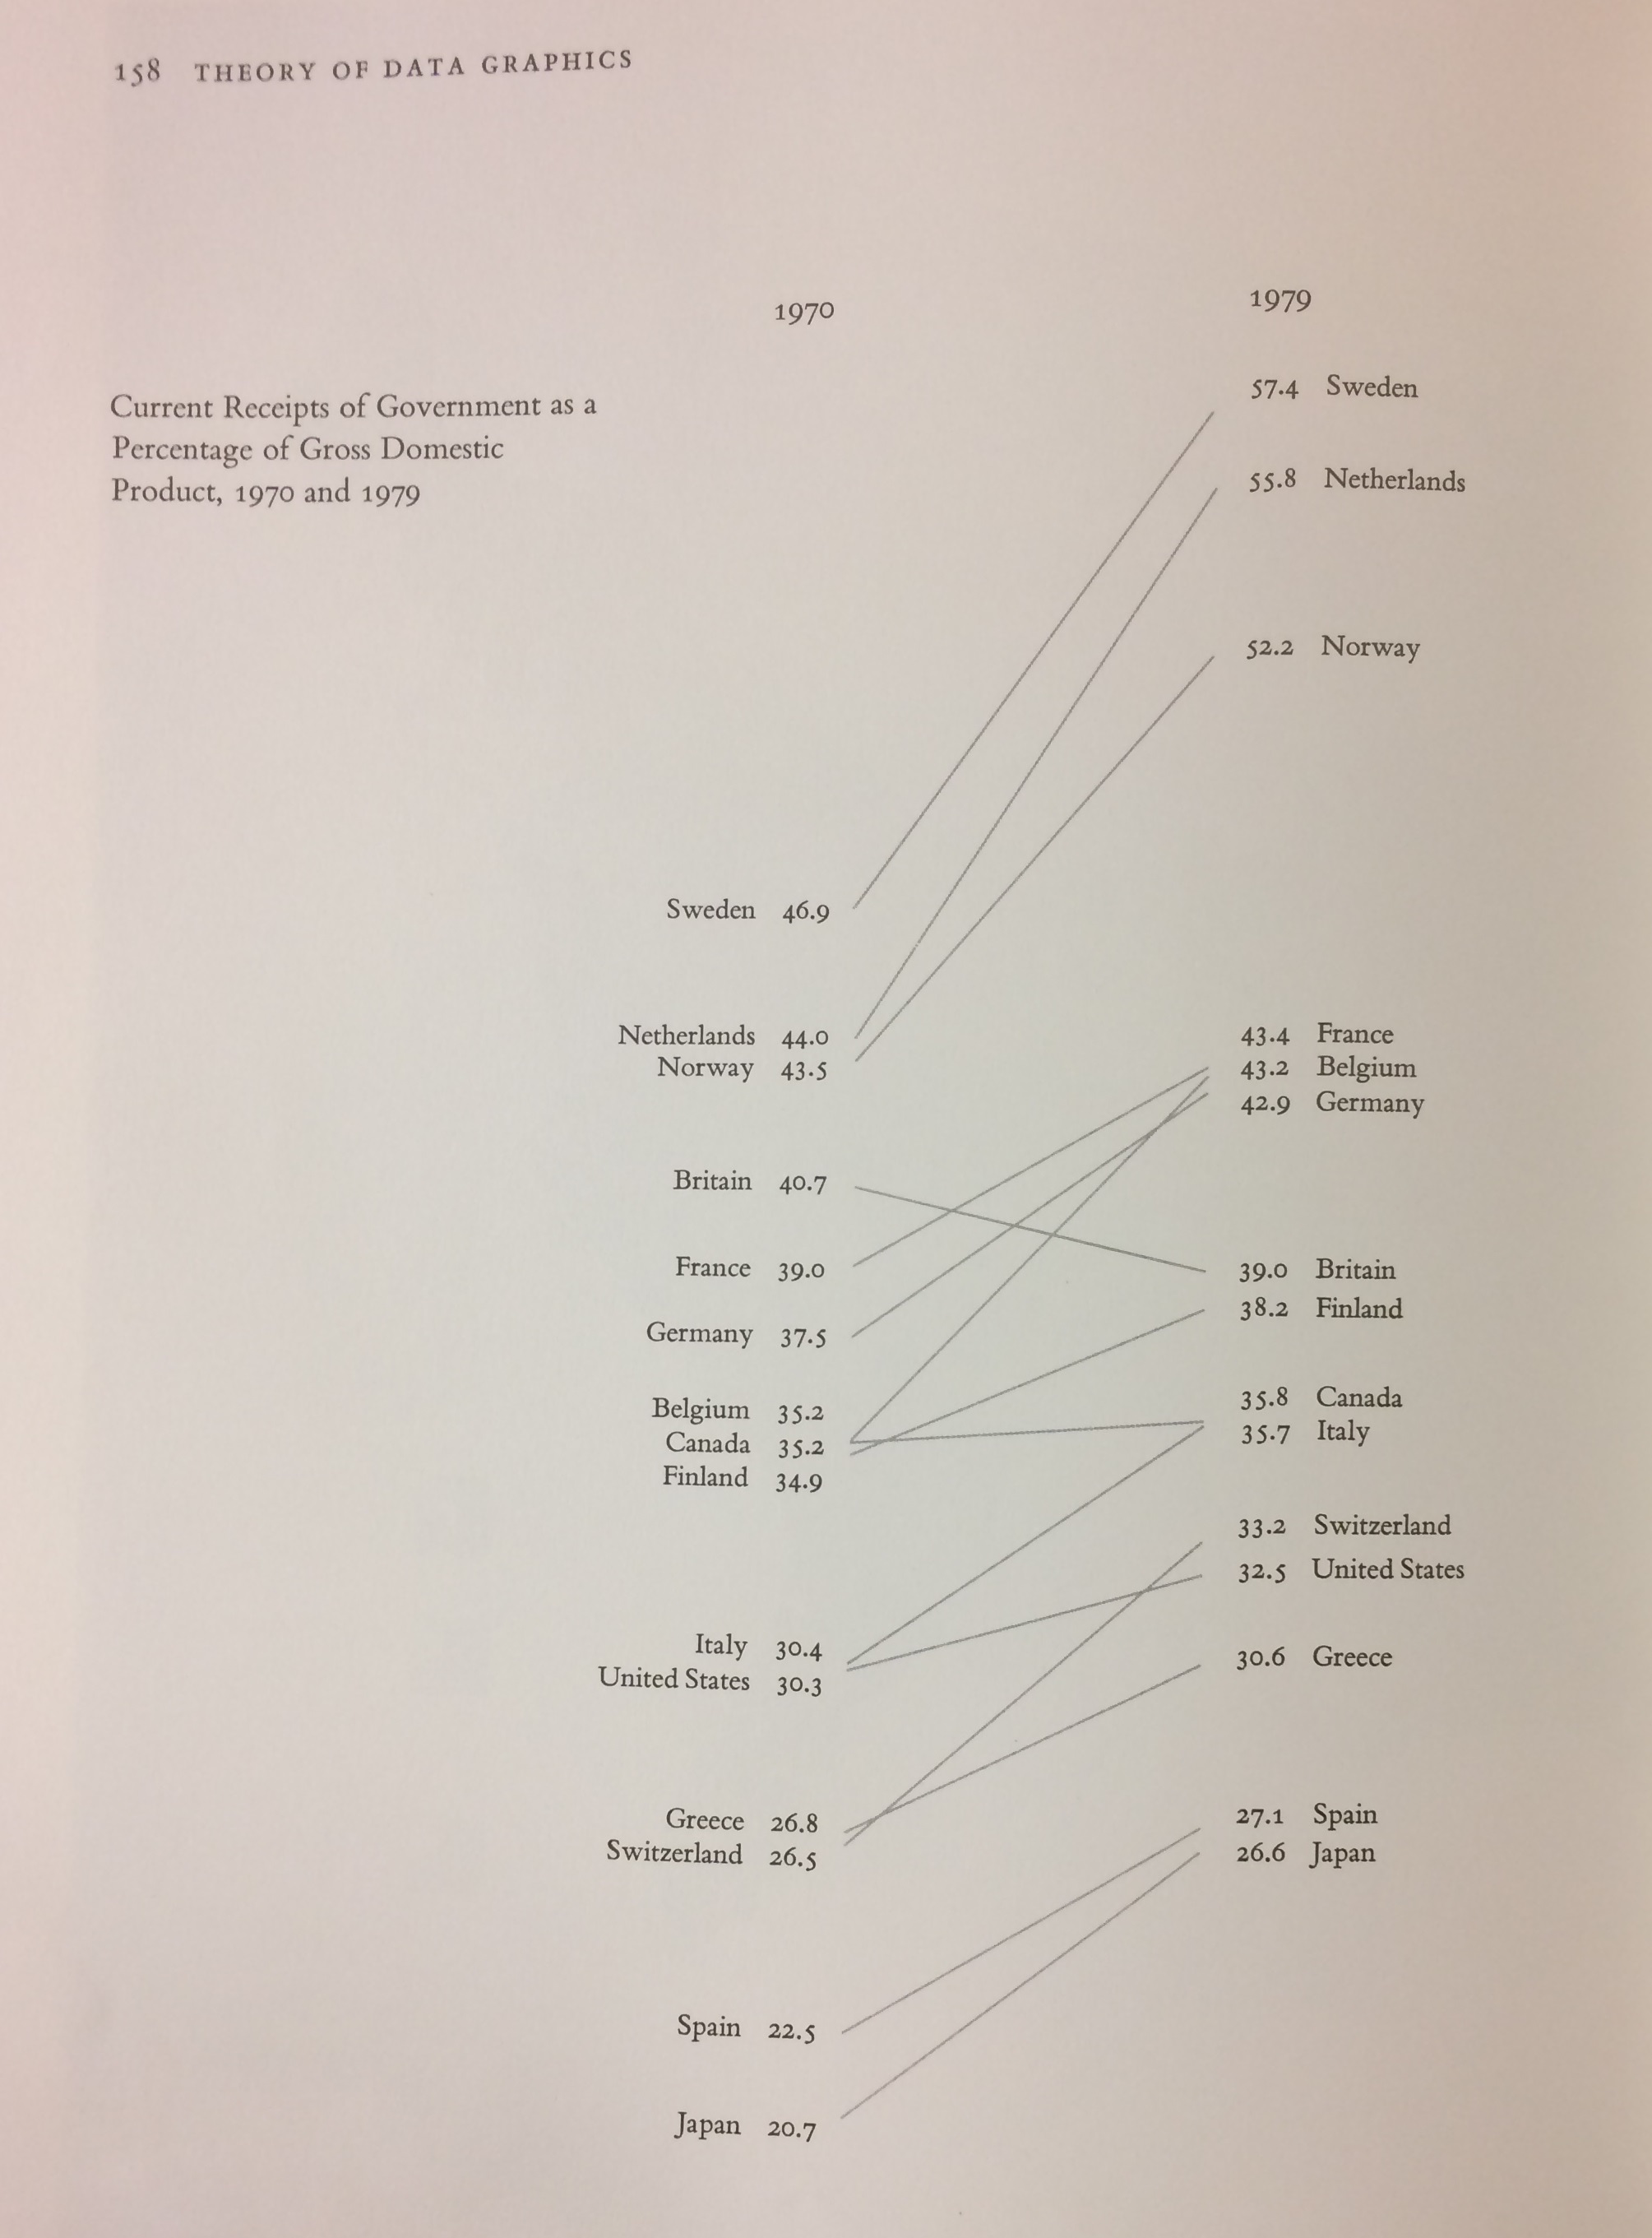 158 THEORY OF DATA GRAPHICS
1970 1979
Current Receipts of Government as a
Percentage of Gross Domestic
Product, 1970 and 1979
57.4 Sweden
55.8 Netherlands
52.2 Norway
Sweden 46.9
Netherlands 44.0 43.4 France
Norway 43.5 43.2 Belgium
42.9 Germany
Britain 40.7
France 39.0 39.0 Britain
38.2 Finland
Germany 37.5
Belgium 35.2 35.8 Canada
Canada 35.2 35.7 Italy
Finland 34.9
33.2 Switzerland
32.5 United States
Italy 30.4 30.6 Greece
United States 30.3
Greece 26.8 27.1 Spain
Switzerland 26.5 26.6 Japan
Spain 22.5
Japan 20.7